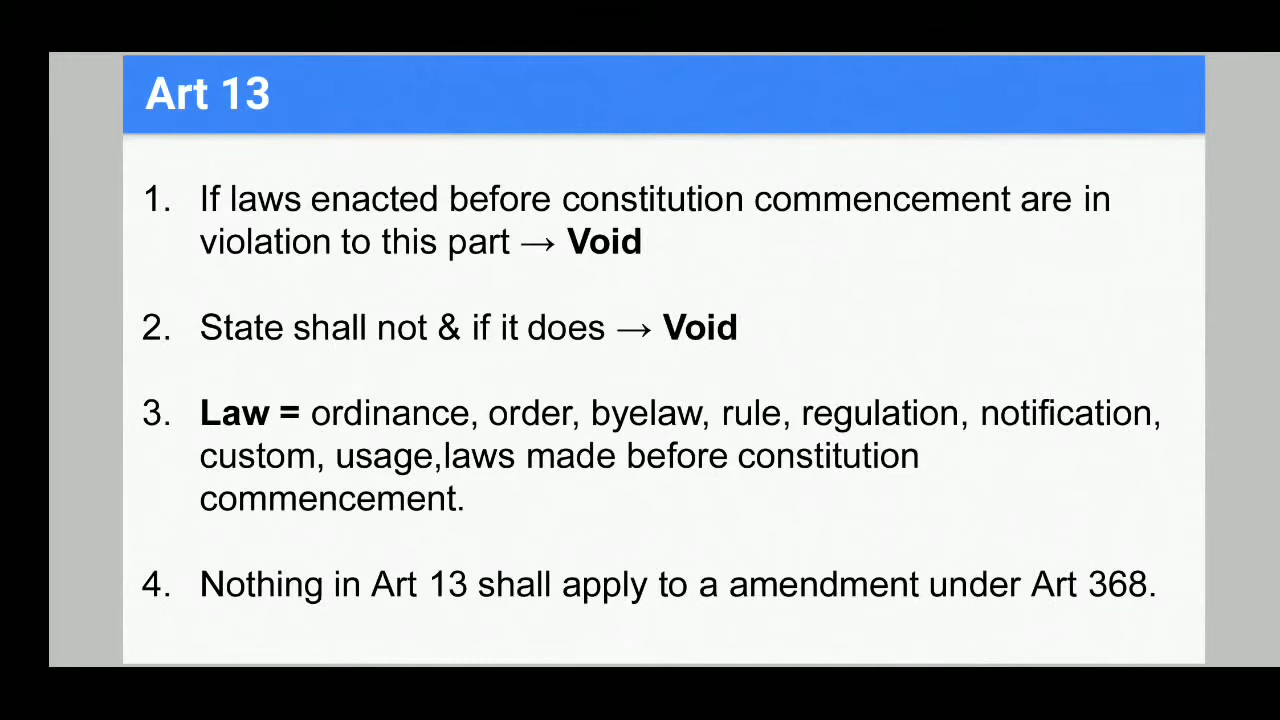 Art 13
1. If laws enacted before constitution commencement are in
violation to this part → Void
2. State shall not & if it does → Void
3. Law = ordinance, order, byelaw, rule, regulation, notification,
custom, usage,laws made before constitution
commencement.
4. Nothing in Art 13 shall apply to a amendment under Art 368.